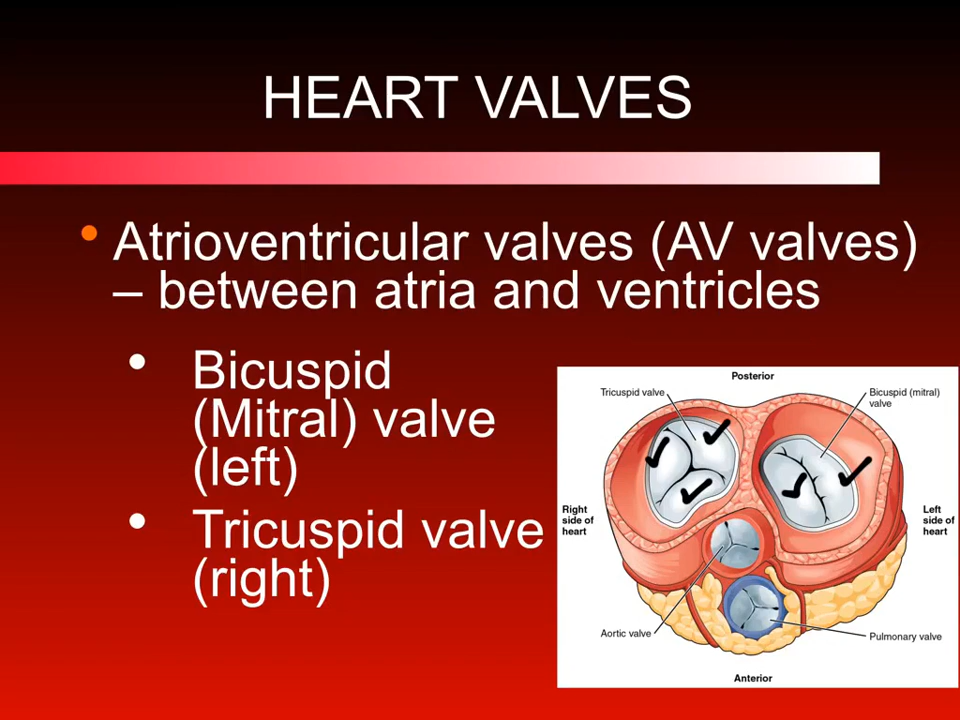 HEART VALVES
• Atrioventricular valves (AV valves)
– between atria and ventricles
• Bicuspid
(Mitral) valve
(left)
• Tricuspid valve
(right)
Posterior
Tricuspid valve
Bicuspid (mitral)
valve
Right
side of
heart
Left
side of
heart
Aortic valve
Pulmonary valve
Anterior